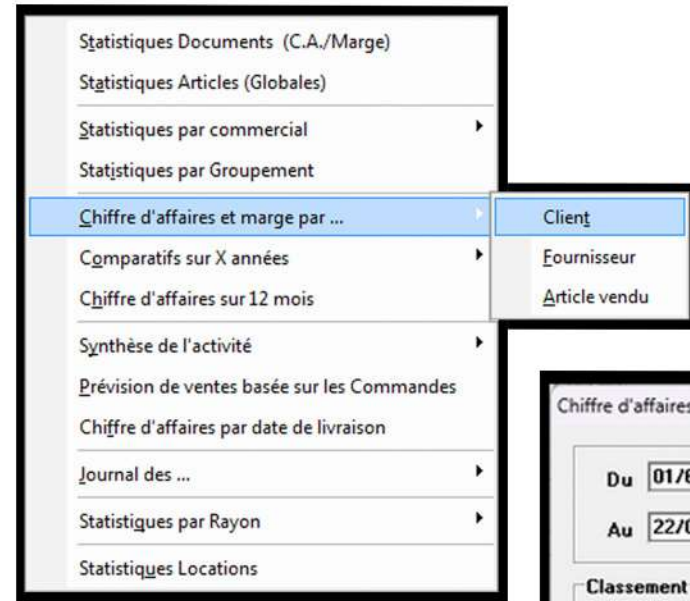 Statistiques Documents (C.A./Marge)
Statistiques Articles (Globales)
Statistiques par commercial
Statistiques par Groupement
Chiffre d'affaires et marge par ...
Comparatifs sur X années
Chiffre d'affaires sur 12 mois
Synthèse de l'activité
Prévision de ventes basée sur les Commandes
Chiffre d'affaires par date de livraison
Journal des ...
Statistiques par Rayon
Statistiques Locations
Client
Fournisseur
Article vendu
Chiffre d'affaires
Du
Au
Classement